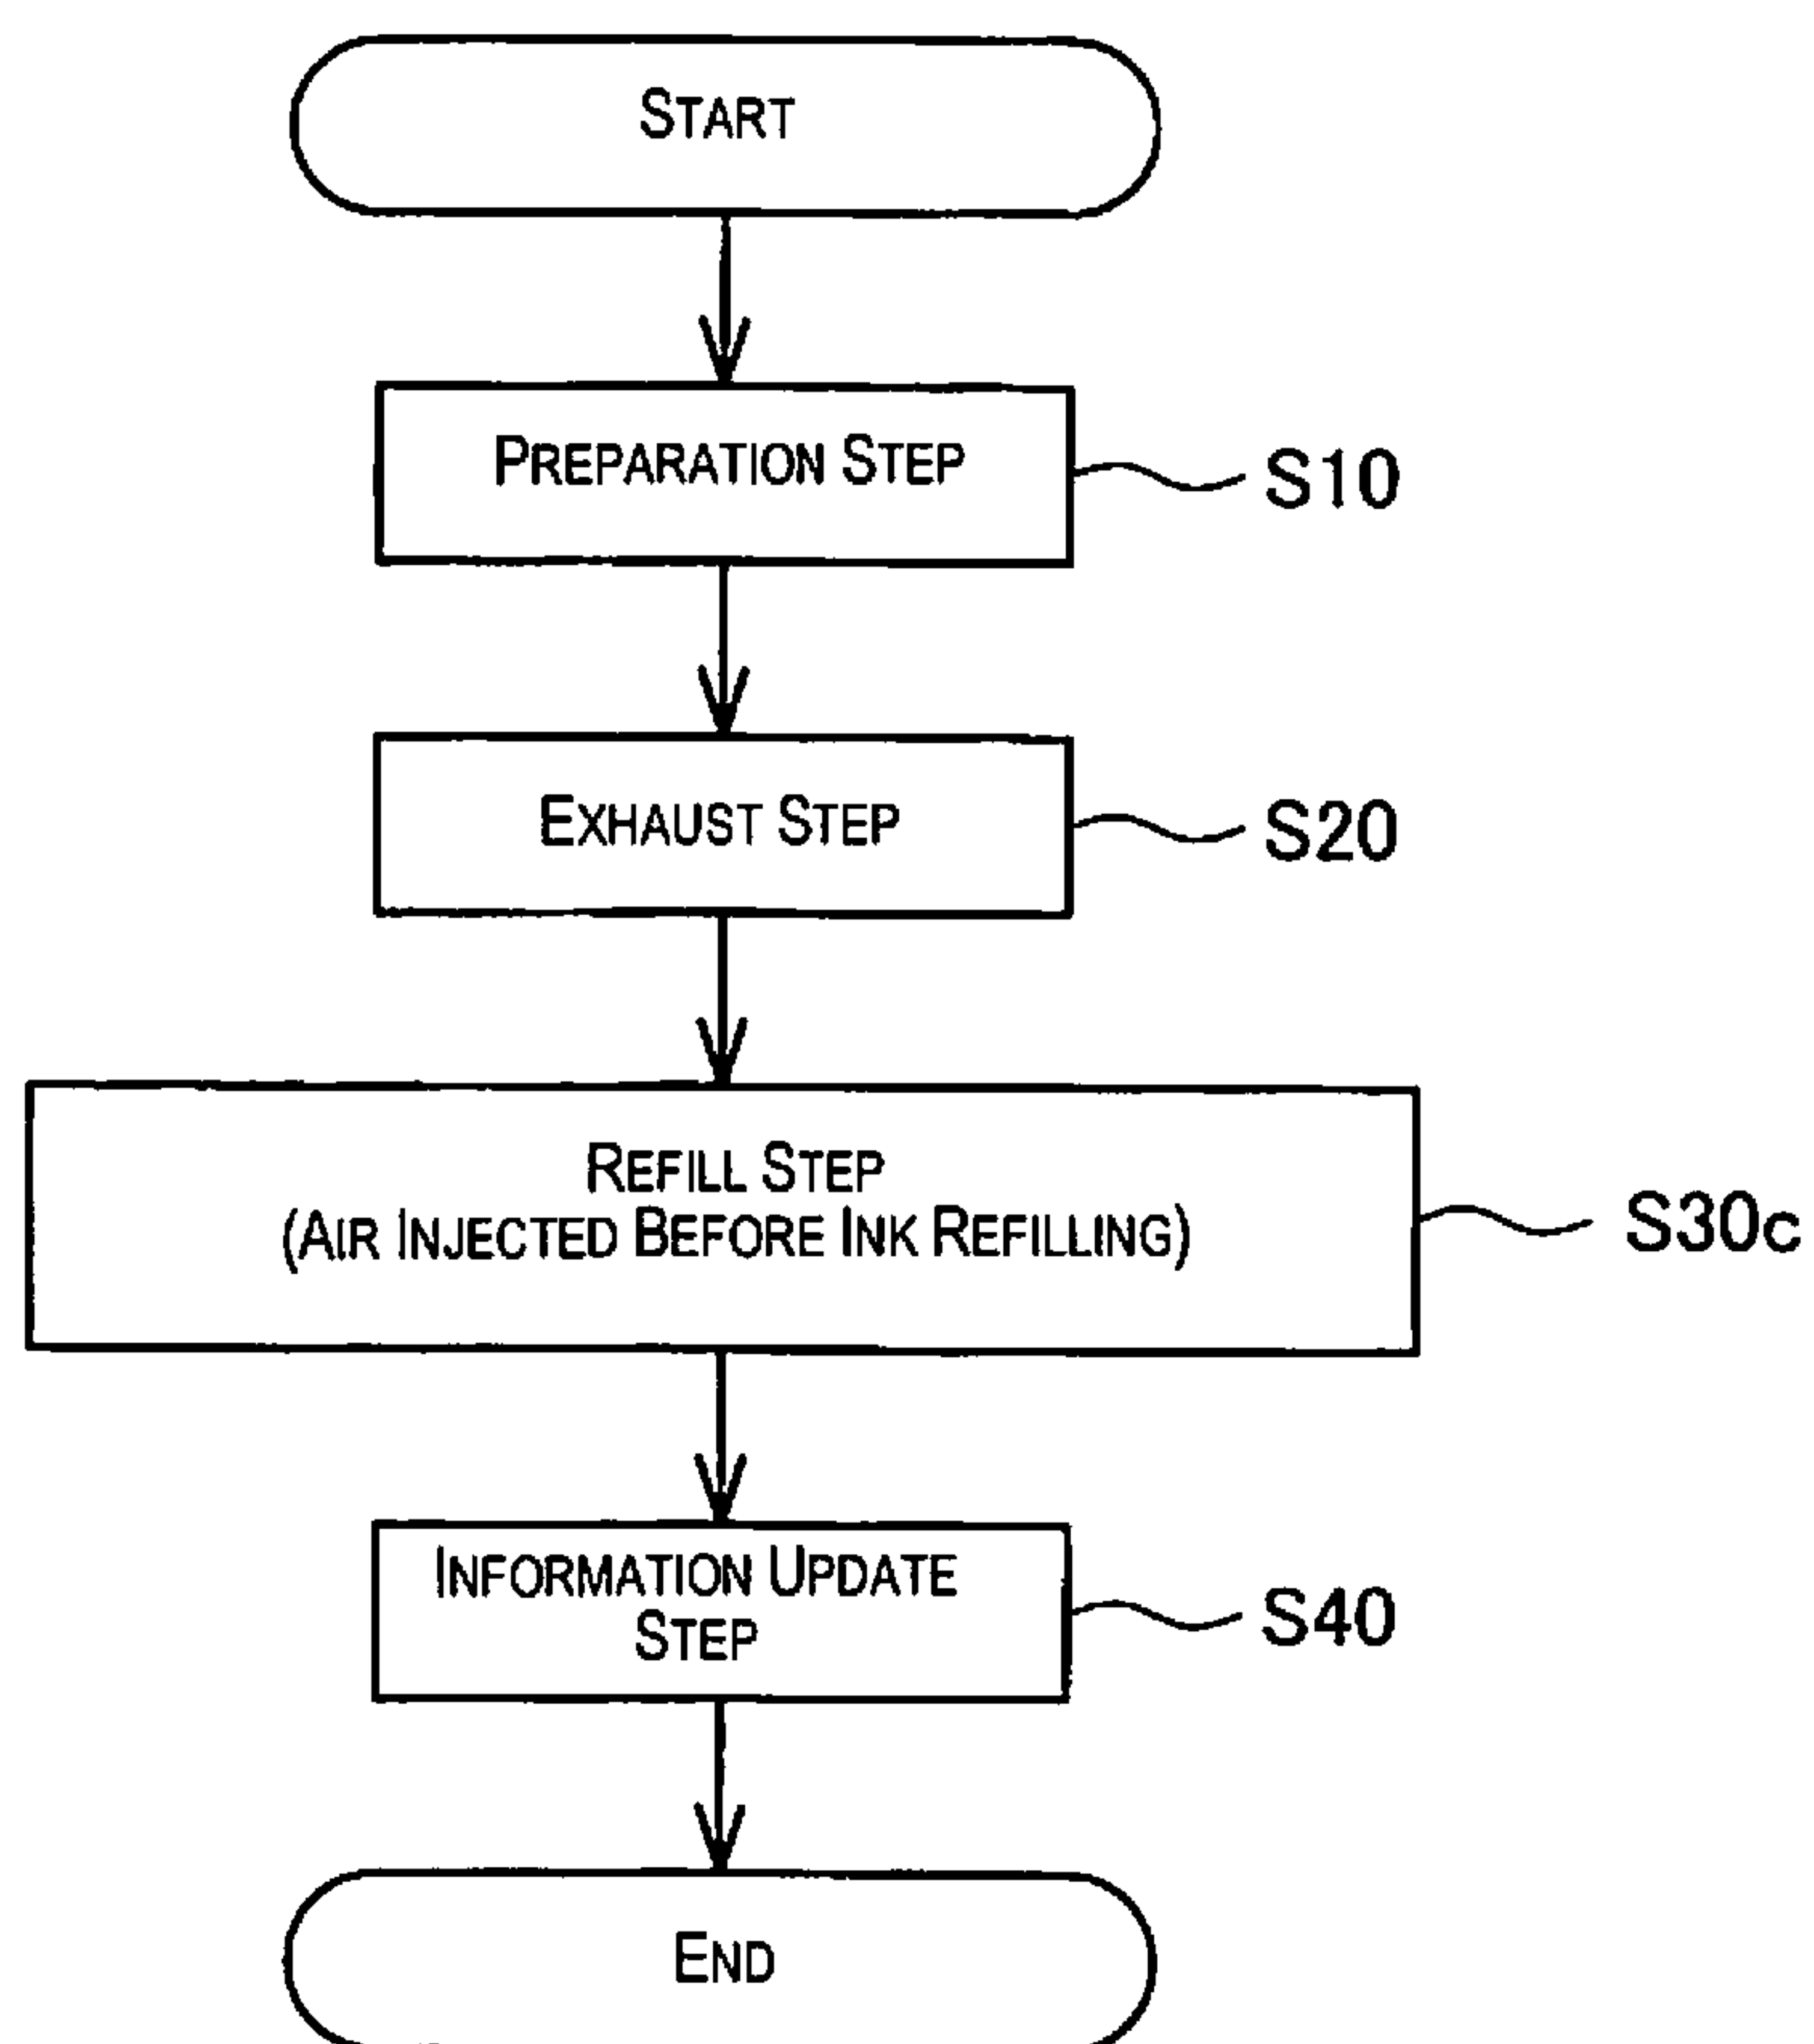 START
PREPARATION STEP
S10
EXHAUST STEP
S20
REFILL STEP
(AIR INJECTED BEFORE INK REFILLING)
S30c
INFORMATION UPDATE
STEP
S40
END